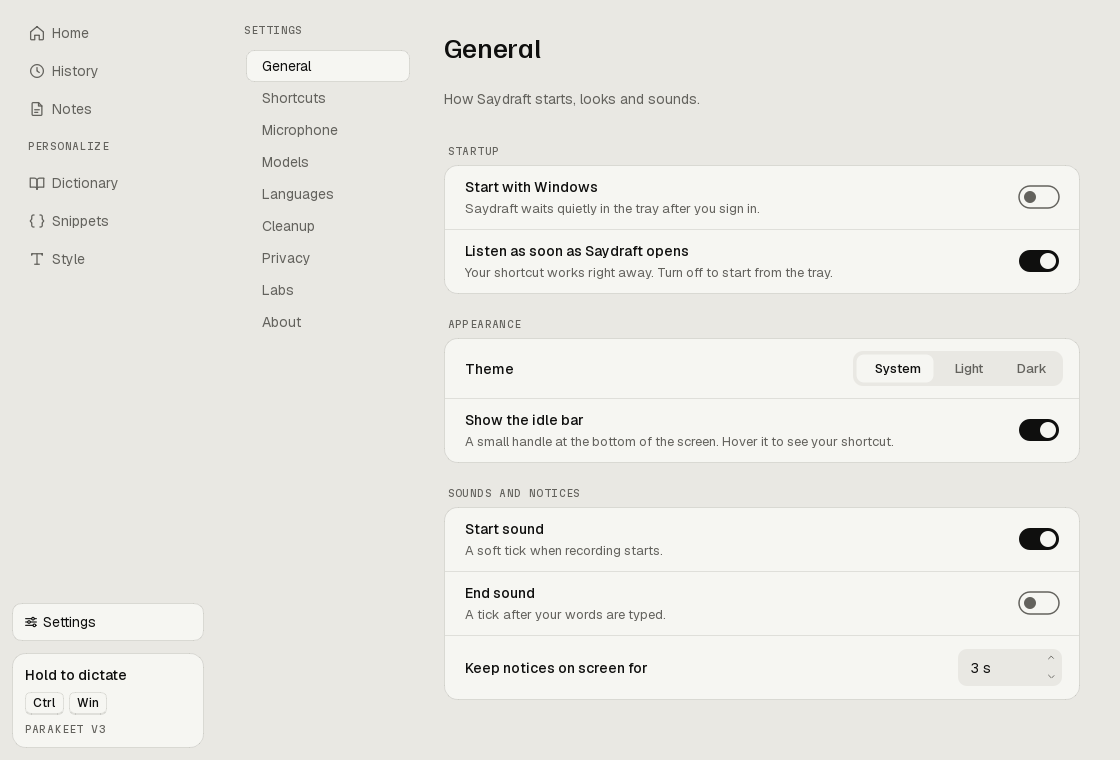 Home
History
Notes
PERSONALIZE
Dictionary
Snippets
Style
Settings
Hold to dictate
Ctrl Win
PARAKEET V3
SETTINGS
General
Shortcuts
Microphone
Models
Languages
Cleanup
Privacy
Labs
About
General
How Saydraft starts, looks and sounds.
STARTUP
Start with Windows
Saydraft waits quietly in the tray after you sign in.
Listen as soon as Saydraft opens
Your shortcut works right away. Turn off to start from the tray.
APPEARANCE
Theme
System Light Dark
Show the idle bar
A small handle at the bottom of the screen. Hover it to see your shortcut.
SOUNDS AND NOTICES
Start sound
A soft tick when recording starts.
End sound
A tick after your words are typed.
Keep notices on screen for
3 s